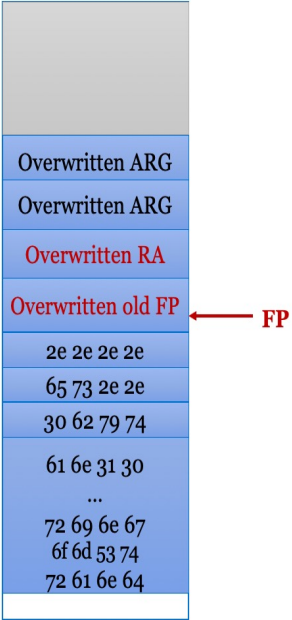 Overwritten ARG
Overwritten ARG
Overwritten RA
Overwritten old FP
FP
2e 2e 2e 2e
65 73 2e 2e
30 62 79 74
61 6e 31 30
...
72 69 6e 67
6f 6d 53 74
72 61 6e 64